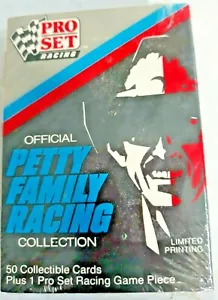 PRO
SET
RACING
OFFICIAL
PETTY
FAMILY
RACING
COLLECTION
LIMITED
PRINTING
50 Collectible Cards
Plus 1 Pro Set Racing Game Piece